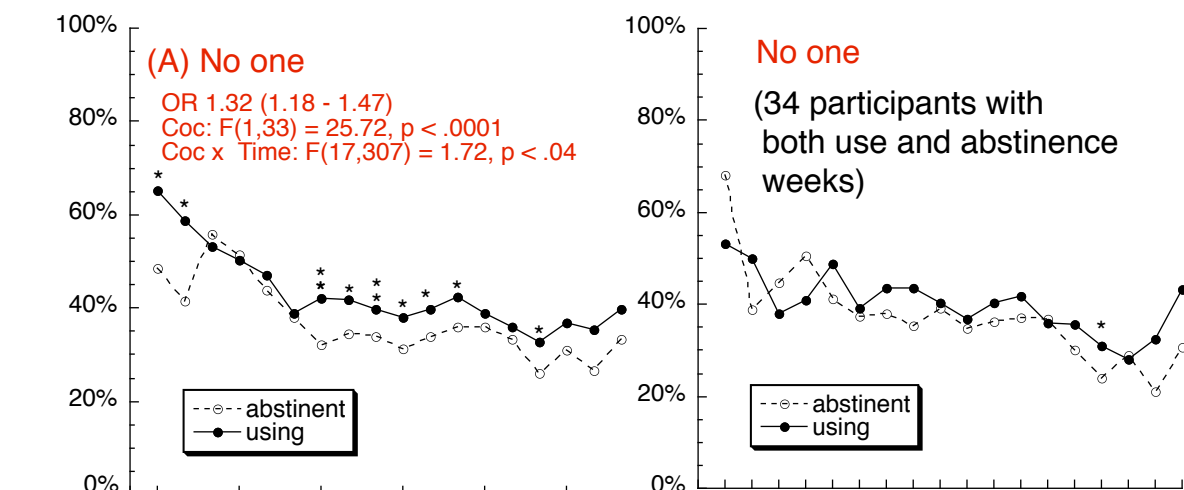 100%
80%
60%
40%
20%
0%
(A) No one
OR 1.32 (1.18 - 1.47)
Coc: F(1,33) = 25.72, p < .0001
Coc x Time: F(17,307) = 1.72, p < .04
*
*
*
*
*
*
*
*
*
*
*
abstinent
using
100%
80%
60%
40%
20%
0%
No one
(34 participants with
both use and abstinence
weeks)
*
abstinent
using